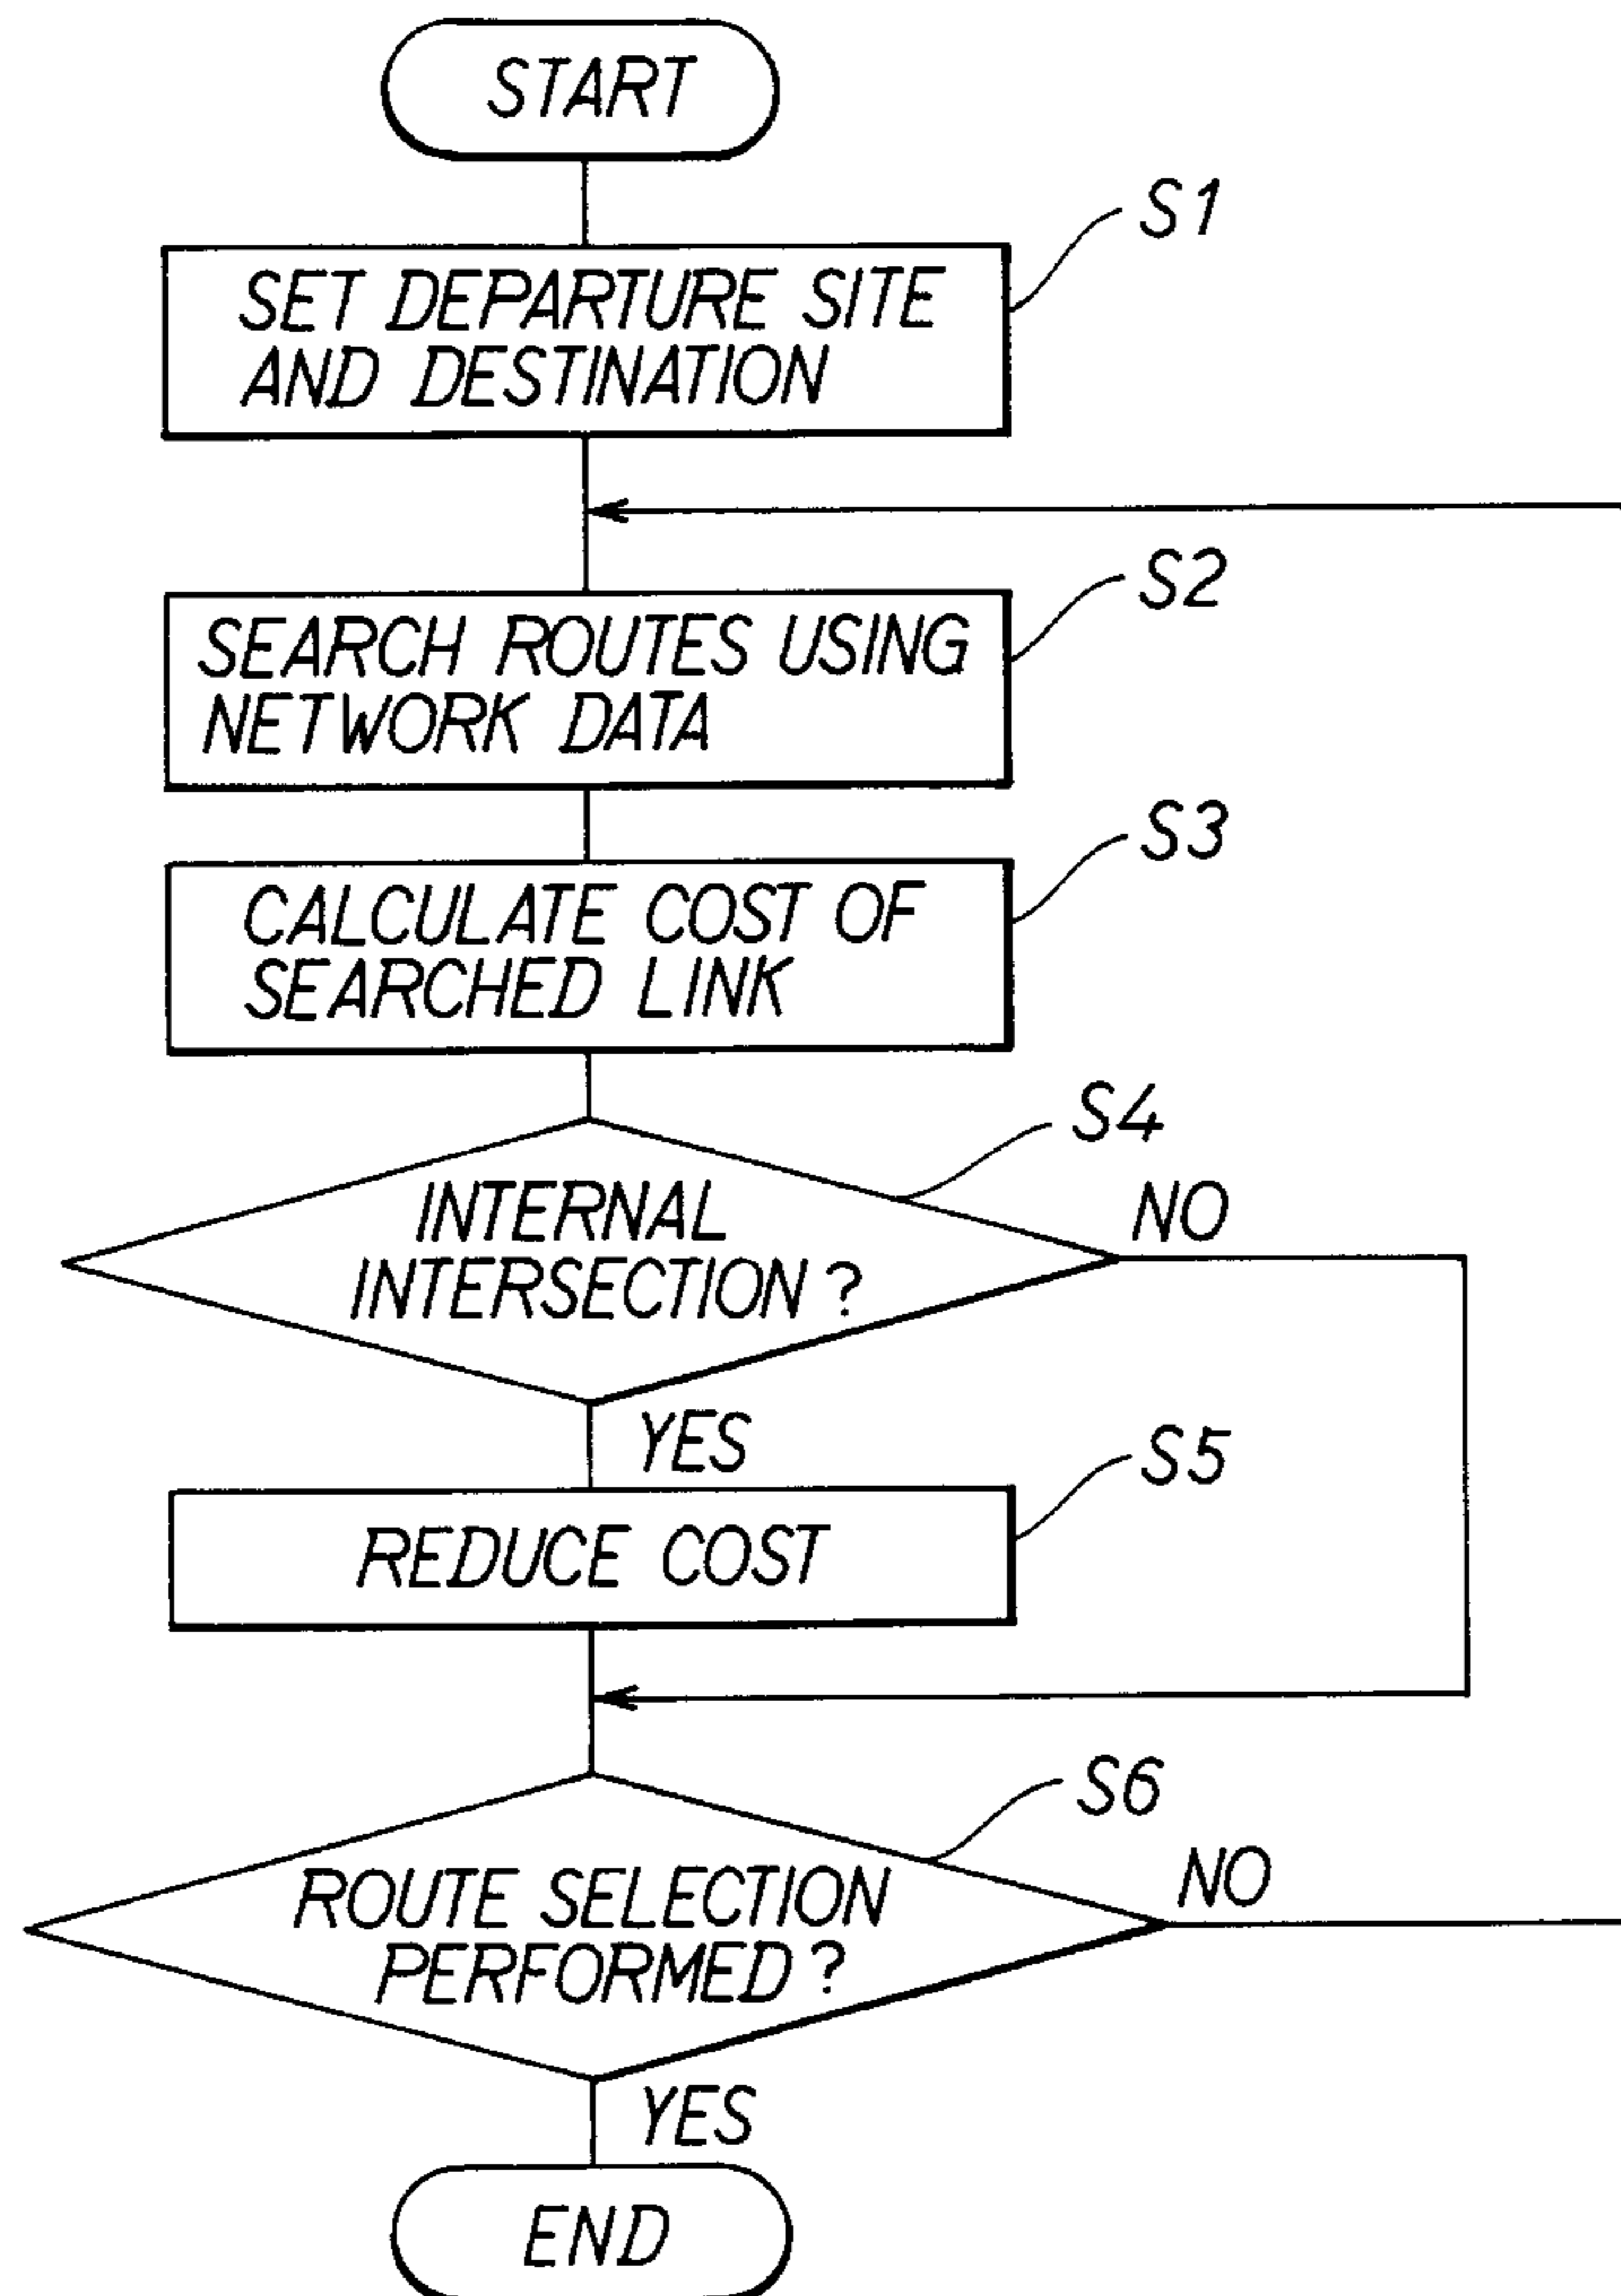 START
S1
SET DEPARTURE SITE
AND DESTINATION
S2
SEARCH ROUTES USING
NETWORK DATA
S3
CALCULATE COST OF
SEARCHED LINK
S4
INTERNAL
INTERSECTION?
NO
YES
S5
REDUCE COST
S6
ROUTE SELECTION
PERFORMED?
NO
YES
END